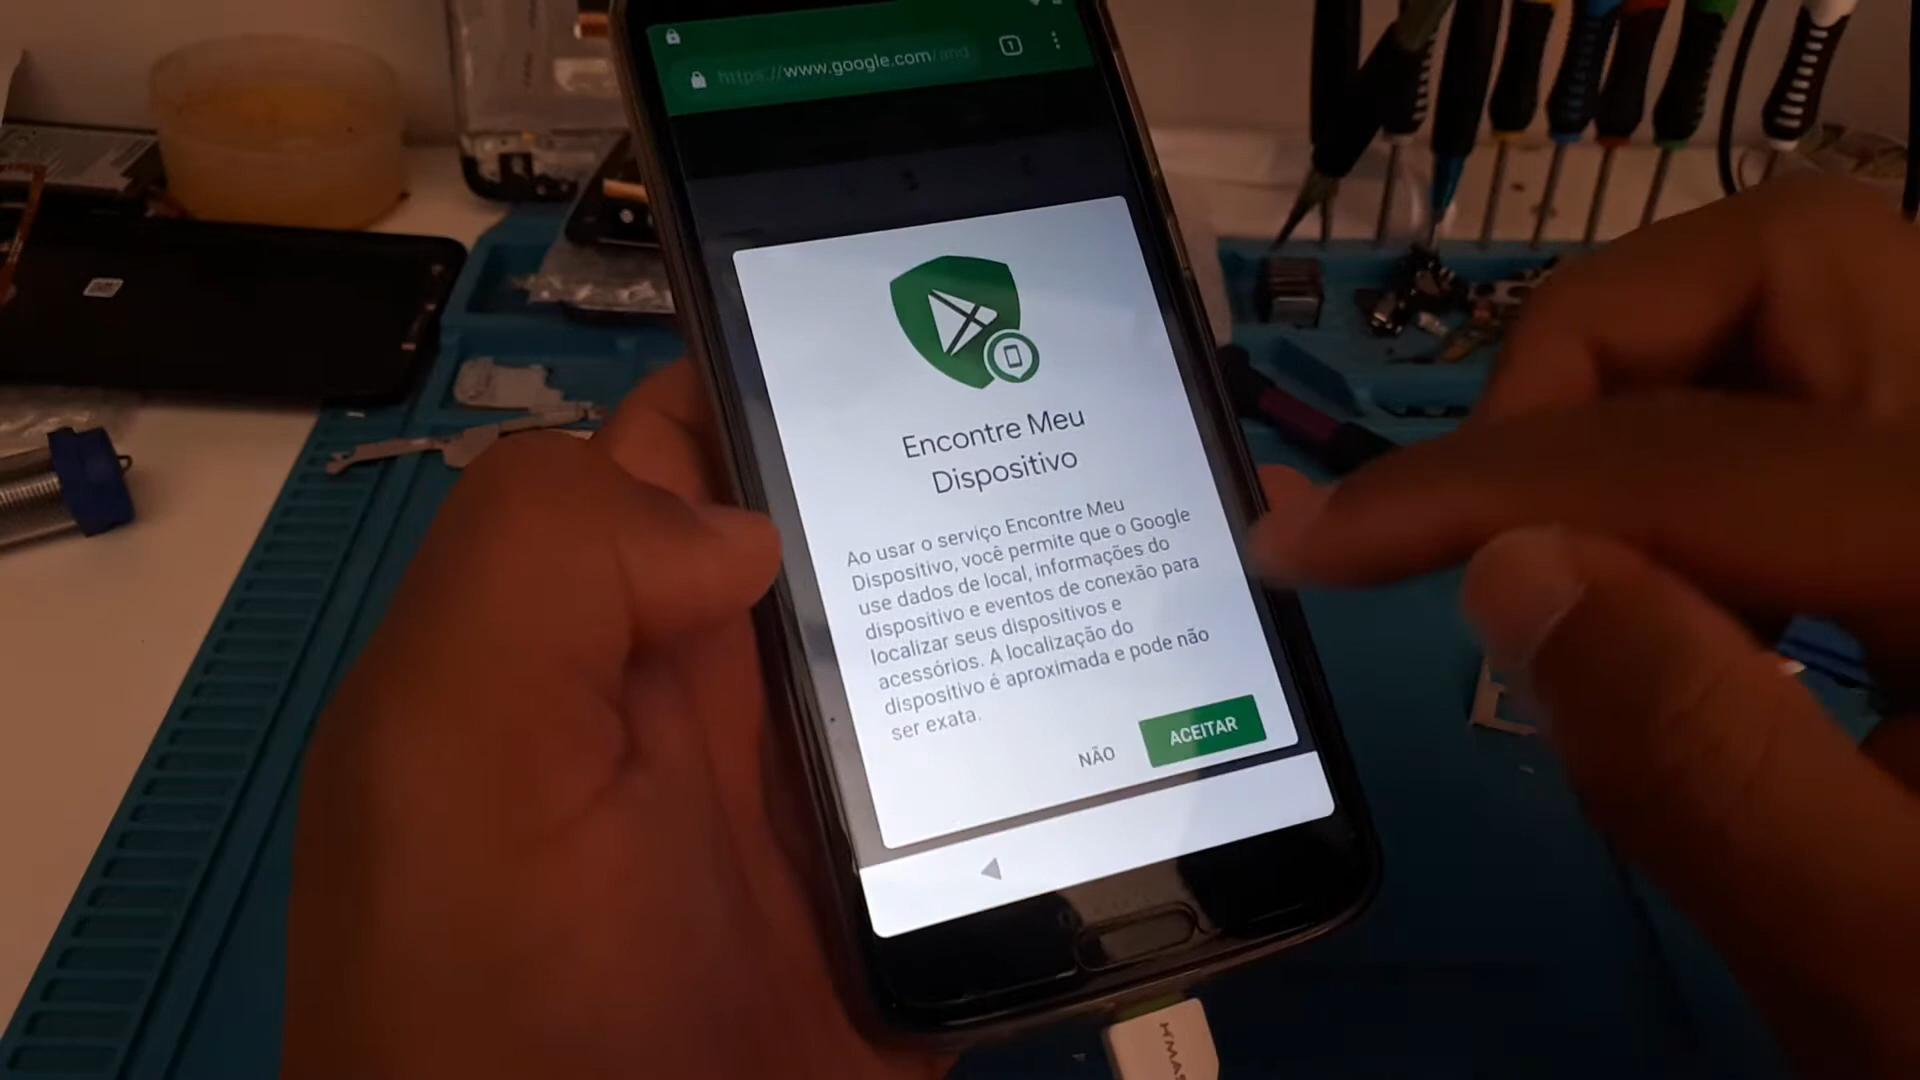 https://www.google.com/and
1
Encontre Meu
Dispositivo
Ao usar o serviço Encontre Meu
Dispositivo, você permite que o Google
use dados de local, informações do
dispositivo e eventos de conexão para
localizar seus dispositivos e
acessórios. A localização do
dispositivo é aproximada e pode não
ser exata.
NÃO
ACEITAR